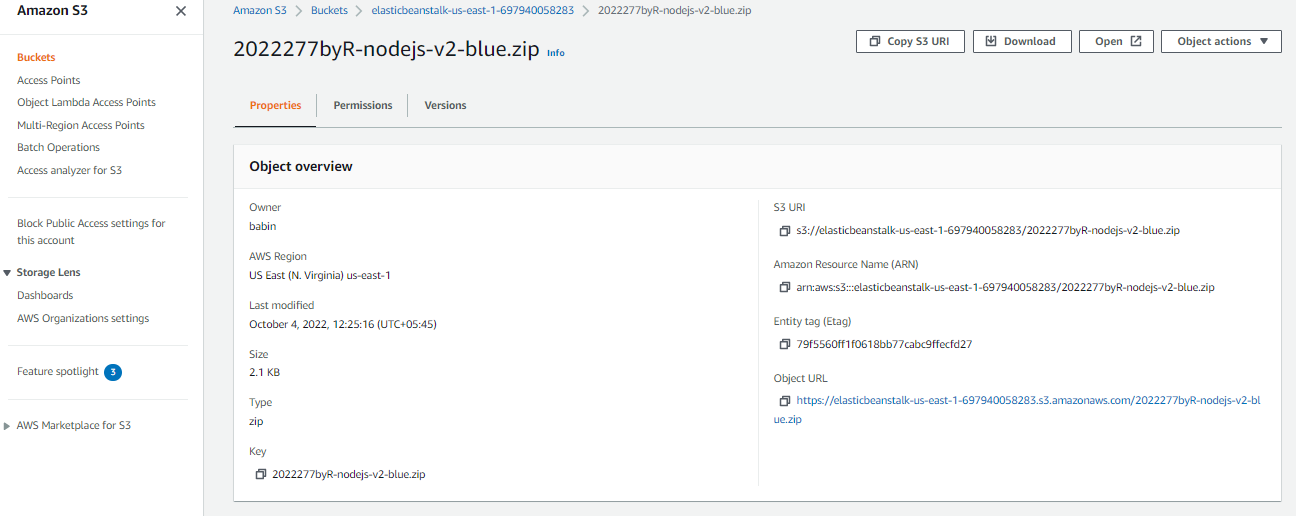 Amazon S3
Buckets
Access Points
Object Lambda Access Points
Multi-Region Access Points
Batch Operations
Access analyzer for S3
Block Public Access settings for
this account
Storage Lens
Dashboards
AWS Organizations settings
Feature spotlight 3
AWS Marketplace for S3
Amazon S3 > Buckets > elasticbeanstalk-us-east-1-697940058283 > 2022277byR-nodejs-v2-blue.zip
2022277byR-nodejs-v2-blue.zip Info
Copy S3 URI Download Open Object actions
Properties Permissions Versions
Object overview
Owner
babin
AWS Region
US East (N. Virginia) us-east-1
Last modified
October 4, 2022, 12:25:16 (UTC+05:45)
Size
2.1 KB
Type
zip
Key
2022277byR-nodejs-v2-blue.zip
S3 URI
s3://elasticbeanstalk-us-east-1-697940058283/2022277byR-nodejs-v2-blue.zip
Amazon Resource Name (ARN)
arn:aws:s3:::elasticbeanstalk-us-east-1-697940058283/2022277byR-nodejs-v2-blue.zip
Entity tag (Etag)
79f5560ff1f0618bb77cabc9ffecfd27
Object URL
https://elasticbeanstalk-us-east-1-697940058283.s3.amazonaws.com/2022277byR-nodejs-v2-bl
ue.zip